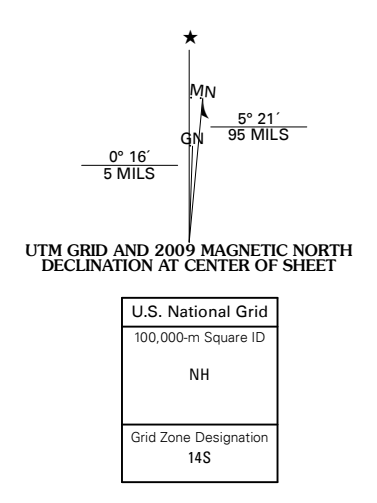 ★
MN
GN
5° 21´
95 MILS
0° 16´
5 MILS
UTM GRID AND 2009 MAGNETIC NORTH
DECLINATION AT CENTER OF SHEET
U.S. National Grid
100,000-m Square ID
NH
Grid Zone Designation
14S